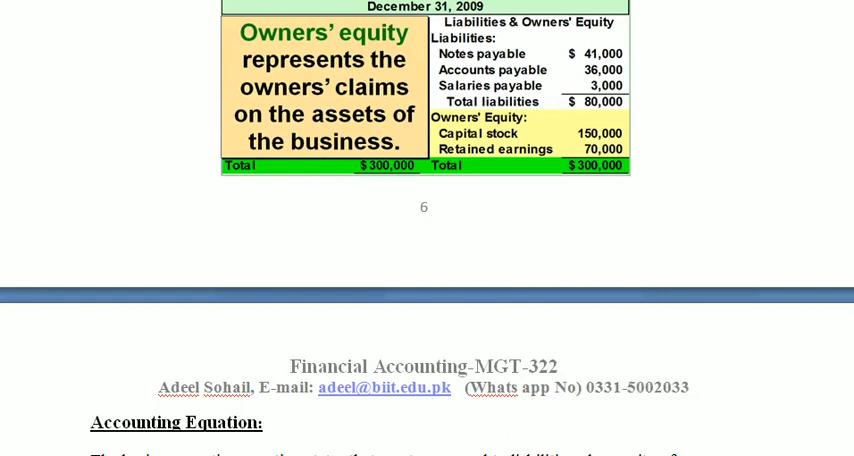 December 31, 2009
Owners' equity
represents the
owners' claims
on the assets of
the business.
Liabilities & Owners' Equity
Liabilities:
Notes payable $ 41,000
Accounts payable 36,000
Salaries payable 3,000
Total liabilities $ 80,000
Owners' Equity:
Capital stock 150,000
Retained earnings 70,000
Total $300,000 Total $300,000
6
Financial Accounting-MGT-322
Adeel Sohail, E-mail: adeel@biit.edu.pk (Whats app No) 0331-5002033
Accounting Equation: